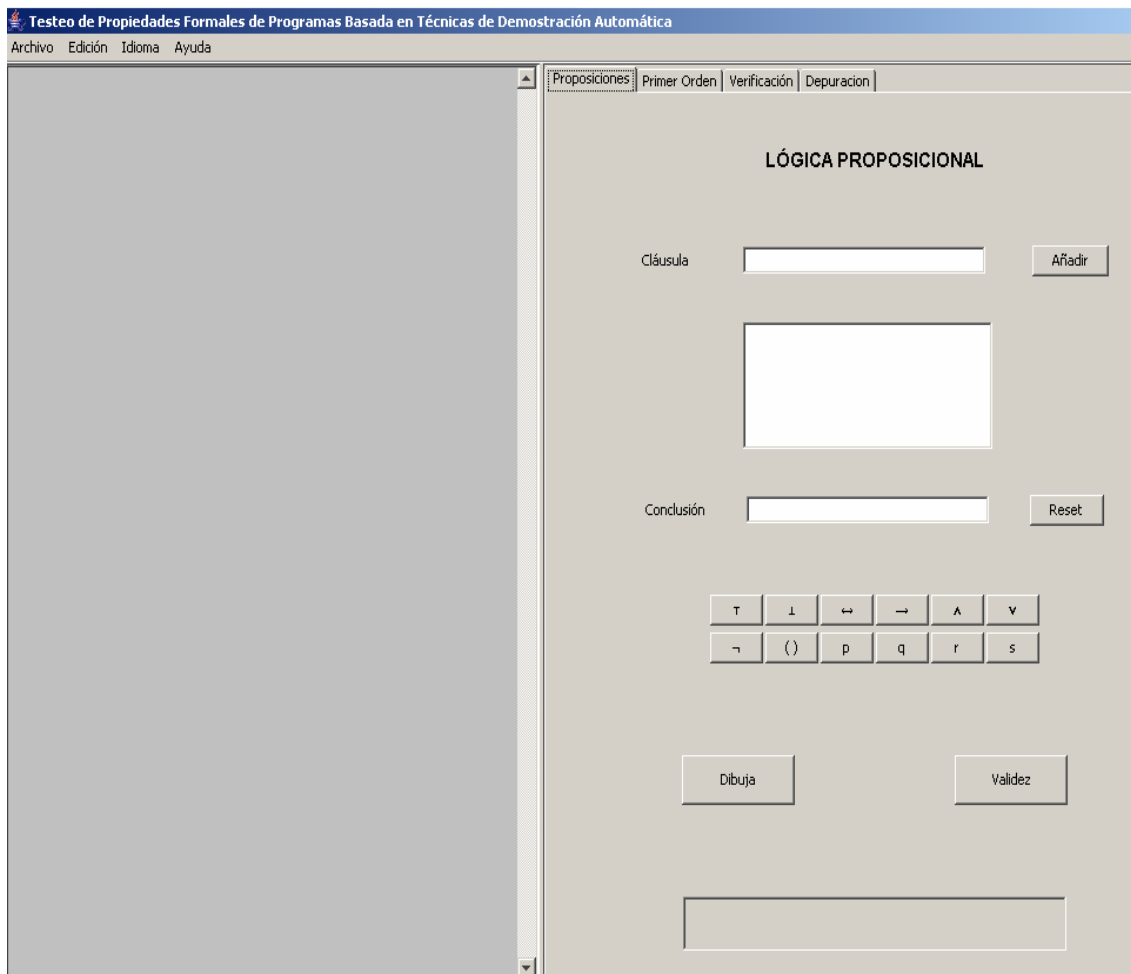 Testeo de Propiedades Formales de Programas Basada en Técnicas de Demostración Automática
Archivo Edición Idioma Ayuda
Proposiciones Primer Orden Verificación Depuracion
LÓGICA PROPOSICIONAL
Cláusula Añadir
Conclusión Reset
⊤ ⊥ ↔ → ∧ ∨
¬ ( ) p q r s
Dibuja Validez